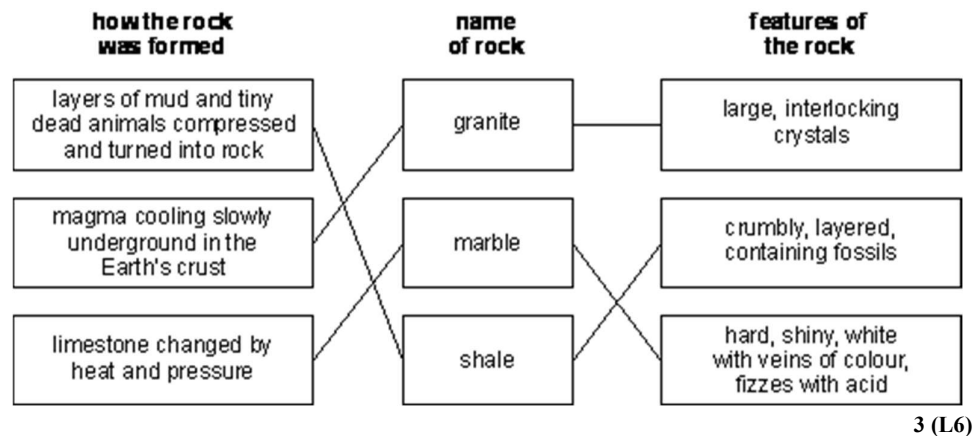 how the rock
was formed
name
of rock
features of
the rock
layers of mud and tiny
dead animals compressed
and turned into rock
granite
large, interlocking
crystals
magma cooling slowly
underground in the
Earth's crust
marble
crumbly, layered,
containing fossils
limestone changed by
heat and pressure
shale
hard, shiny, white
with veins of colour,
fizzes with acid
3 (L6)